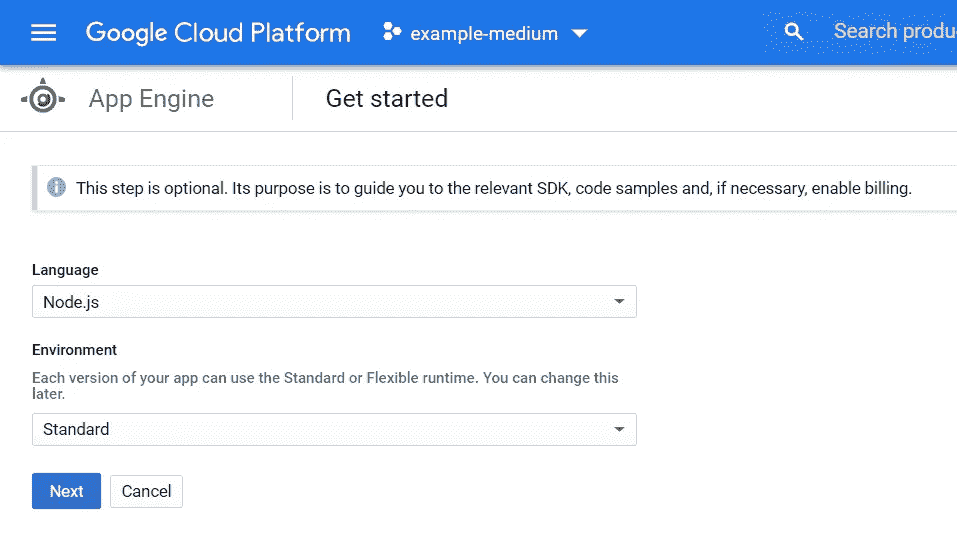 Google Cloud Platform
example-medium
Search produ
App Engine
Get started
This step is optional. Its purpose is to guide you to the relevant SDK, code samples and, if necessary, enable billing.
Language
Node.js
Environment
Each version of your app can use the Standard or Flexible runtime. You can change this
later.
Standard
Next
Cancel